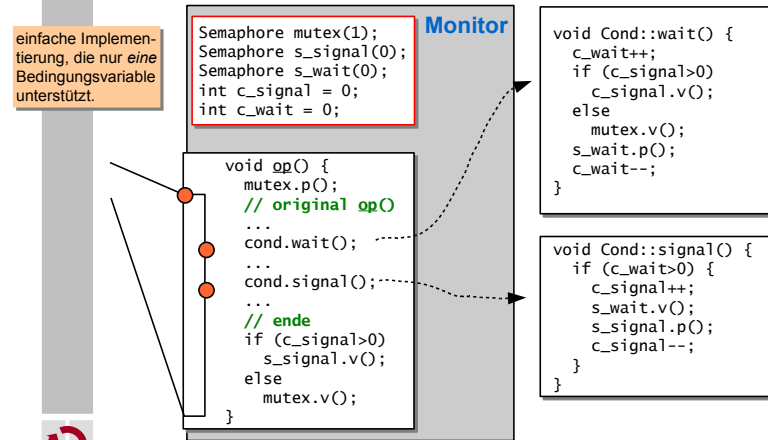 einfache Implemen-
tierung, die nur eine
Bedingungsvariable
unterstützt.
Monitor
Semaphore mutex(1);
Semaphore s_signal(0);
Semaphore s_wait(0);
int c_signal = 0;
int c_wait = 0;
void op() {
mutex.p();
// original op()
...
cond.wait();
...
cond.signal();
...
// ende
if (c_signal>0)
s_signal.v();
else
mutex.v();
}
void Cond::wait() {
c_wait++;
if (c_signal>0)
c_signal.v();
else
mutex.v();
s_wait.p();
c_wait--;
}
void Cond::signal() {
if (c_wait>0) {
c_signal++;
s_wait.v();
s_signal.p();
c_signal--;
}
}